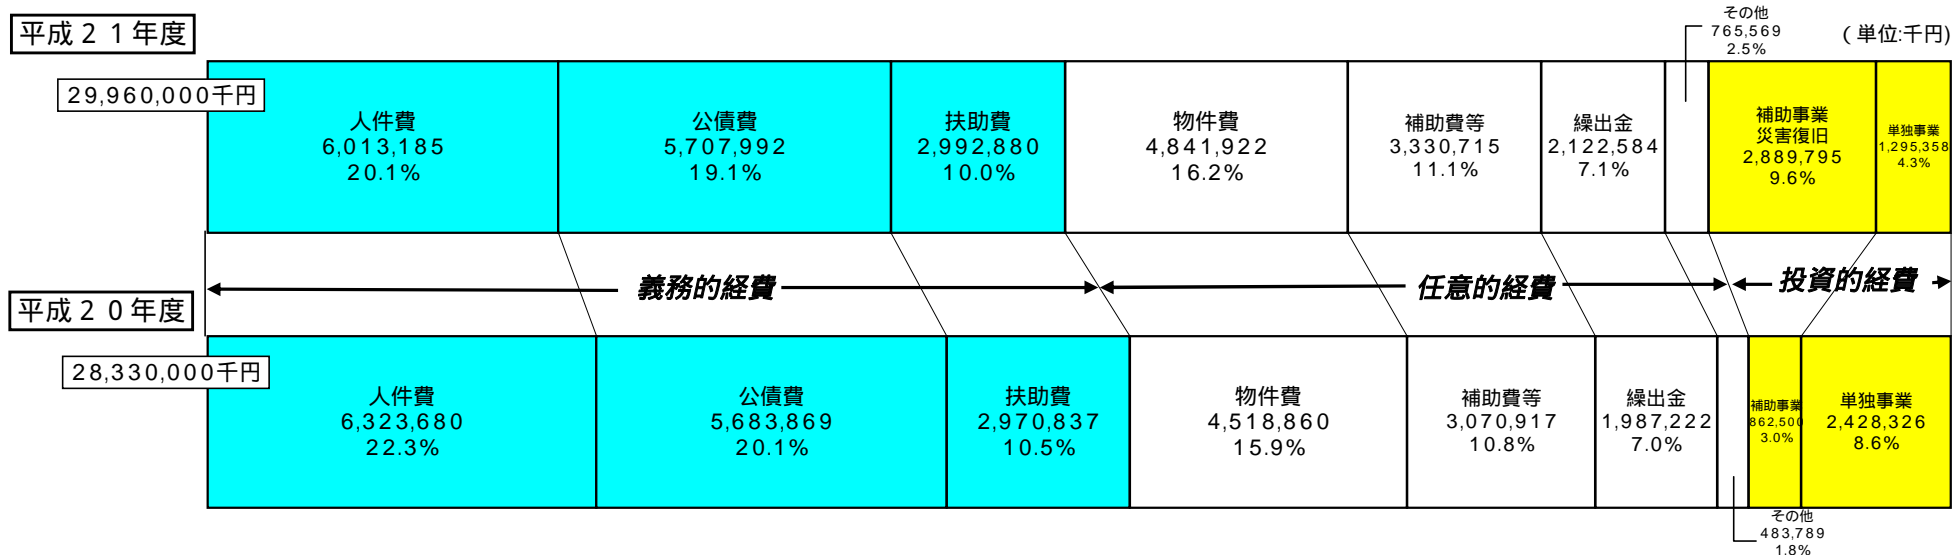 平成２１年度
(単位:千円)
29,960,000千円
人件費
6,013,185
20.1%
公債費
5,707,992
19.1%
扶助費
2,992,880
10.0%
物件費
4,841,922
16.2%
補助費等
3,330,715
11.1%
繰出金
2,122,584
7.1%
その他
765,569
2.5%
補助事業
災害復旧
2,889,795
9.6%
単独事業
1,295,358
4.3%
義務的経費
任意的経費
投資的経費
平成２０年度
28,330,000千円
人件費
6,323,680
22.3%
公債費
5,683,869
20.1%
扶助費
2,970,837
10.5%
物件費
4,518,860
15.9%
補助費等
3,070,917
10.8%
繰出金
1,987,222
7.0%
その他
483,789
1.8%
補助事業
862,500
3.0%
単独事業
2,428,326
8.6%